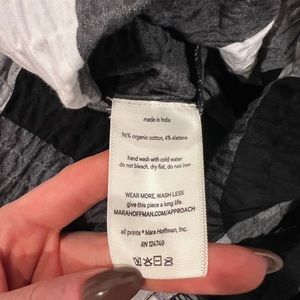 made in India
96% organic cotton, 4% elastane
hand wash with cold water
do not bleach, dry flat, do not iron
WEAR MORE, WASH LESS
give this piece a long life.
MARAHOFFMAN.COM/APPROACH
all prints © Mara Hoffman, Inc.
RN 124749